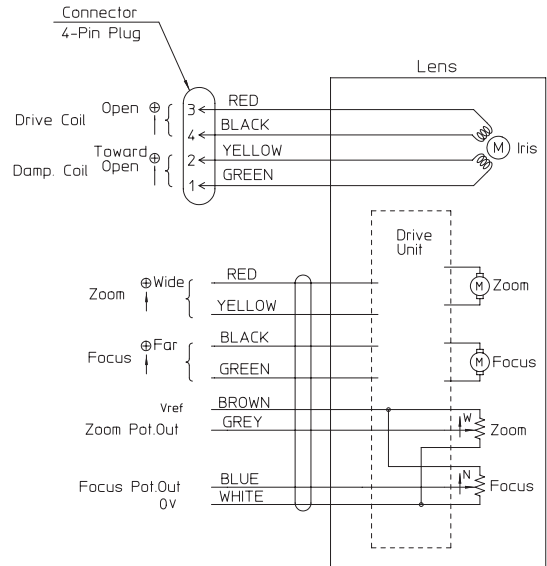 Connector
4-Pin Plug
Lens
Drive Coil
Open ⊕
3
RED
4
BLACK
M
Iris
Damp. Coil
Toward
Open ⊕
2
YELLOW
1
GREEN
Drive
Unit
Zoom
⊕Wide
RED
YELLOW
M
Zoom
Focus
⊕Far
BLACK
GREEN
M
Focus
Vref
BROWN
Zoom Pot.Out
GREY
W
Zoom
Focus Pot.Out
BLUE
N
Focus
0V
WHITE